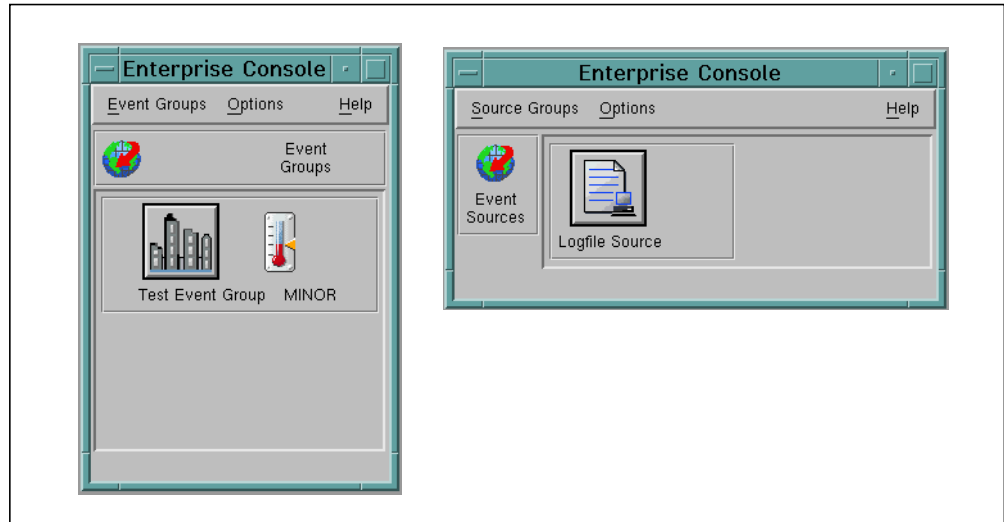 Enterprise Console
Event Groups Options Help
Event
Groups
Test Event Group MINOR
Enterprise Console
Source Groups Options Help
Event
Sources
Logfile Source